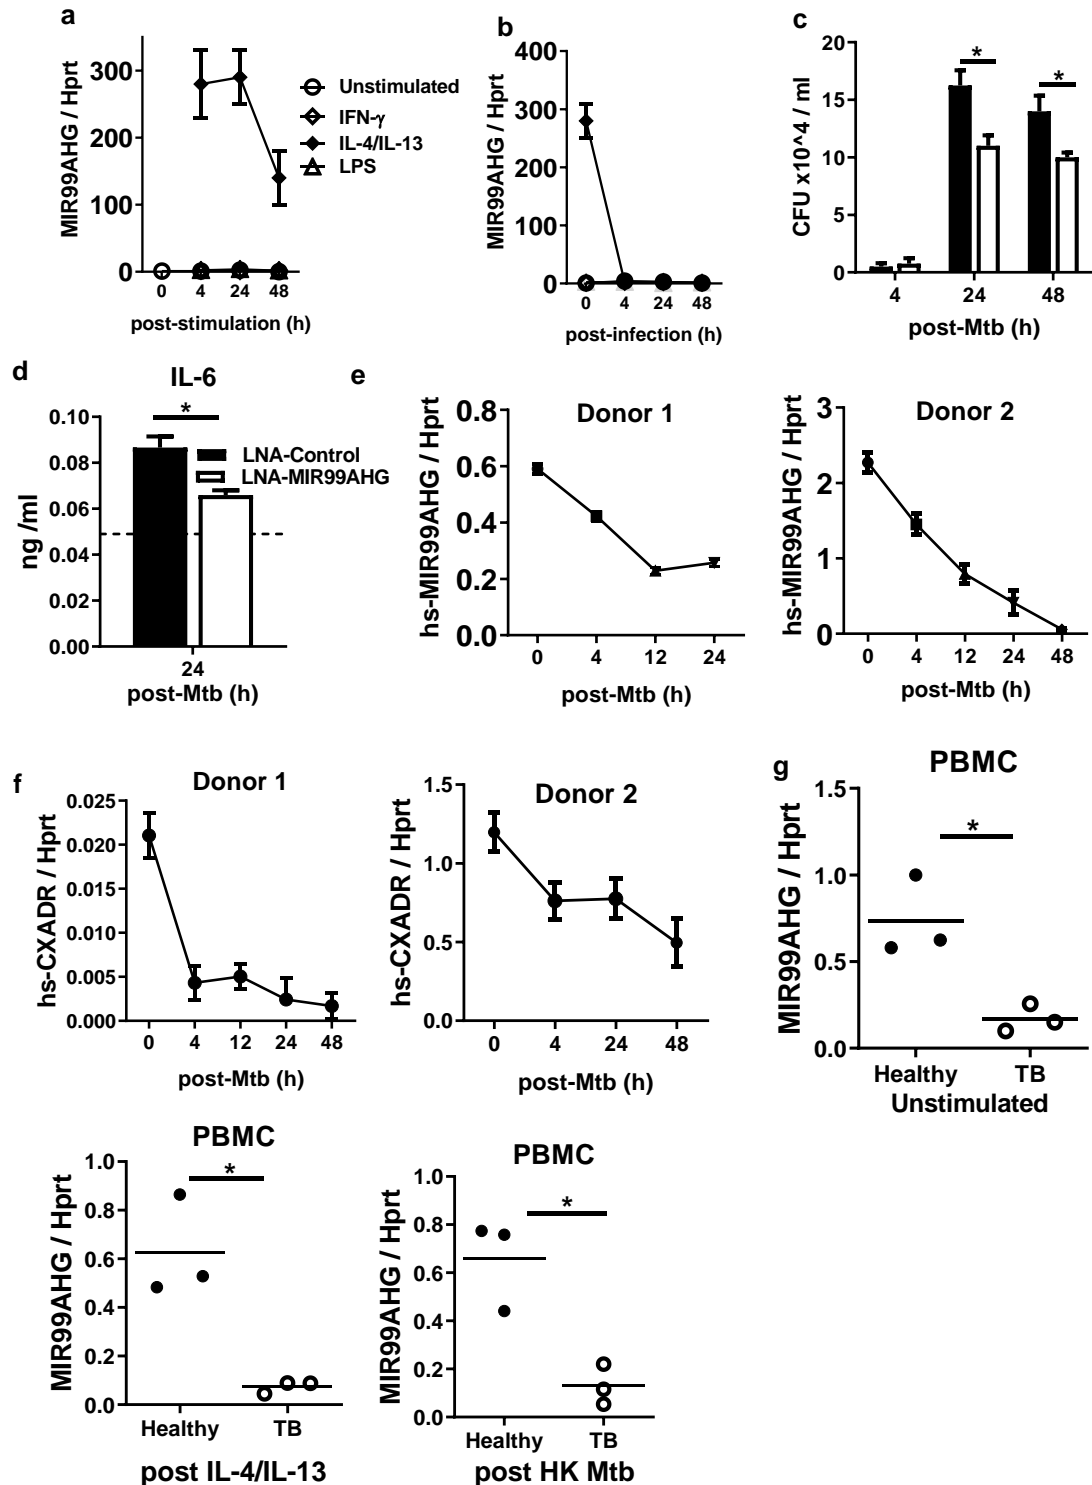 a
MIR99AHG / Hprt
300
200
100
0
0 4 24 48
post-stimulation (h)
Unstimulated
IFN-γ
IL-4/IL-13
LPS
b
MIR99AHG / Hprt
400
300
200
100
0
0 4 24 48
post-infection (h)
c
CFU x10^4 / ml
20
15
10
5
0
* *
4 24 48
post-Mtb (h)
d
IL-6
ng /ml
0.10
0.08
0.06
0.04
0.02
0.00
*
LNA-Control
LNA-MIR99AHG
24
post-Mtb (h)
e
Donor 1
hs-MIR99AHG / Hprt
0.8
0.6
0.4
0.2
0.0
0 4 12 24
post-Mtb (h)
Donor 2
hs-MIR99AHG / Hprt
3
2
1
0
0 4 12 24 48
post-Mtb (h)
f
Donor 1
hs-CXADR / Hprt
0.025
0.020
0.015
0.010
0.005
0.000
0 4 12 24 48
post-Mtb (h)
Donor 2
hs-CXADR / Hprt
1.5
1.0
0.5
0.0
0 4 24 48
post-Mtb (h)
g
PBMC
MIR99AHG / Hprt
1.5
1.0
0.5
0.0
*
Healthy TB
Unstimulated
PBMC
MIR99AHG / Hprt
1.0
0.8
0.6
0.4
0.2
0.0
*
Healthy TB
post IL-4/IL-13
PBMC
MIR99AHG / Hprt
1.0
0.8
0.6
0.4
0.2
0.0
*
Healthy TB
post HK Mtb